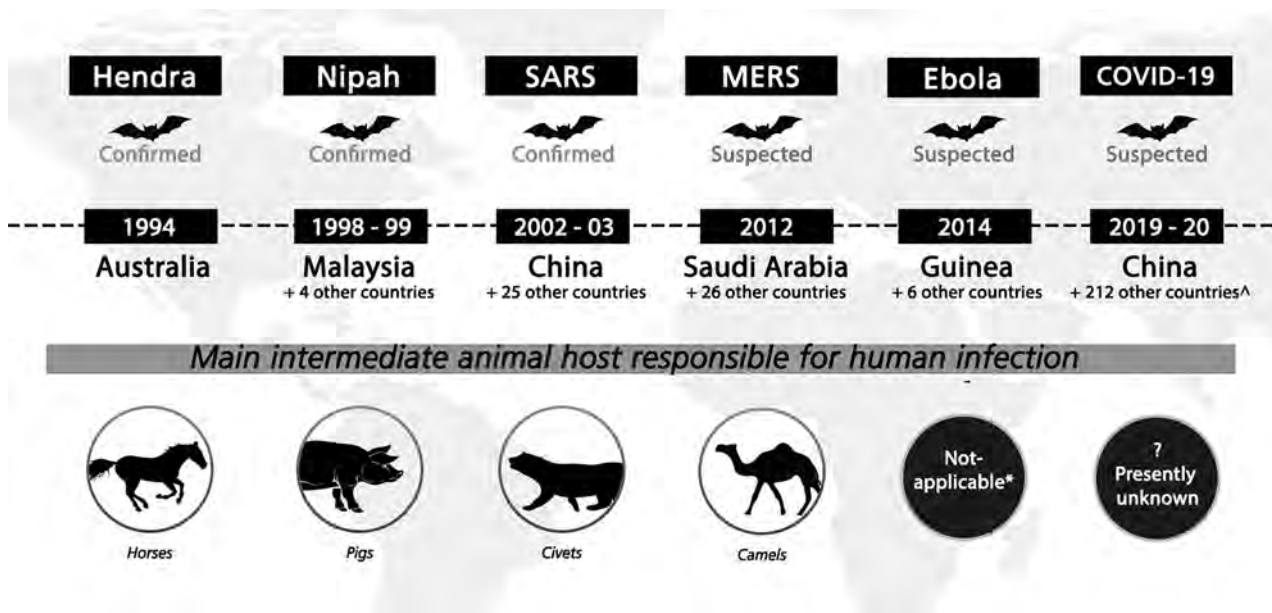 Hendra
Nipah
SARS
MERS
Ebola
COVID-19
Confirmed
Confirmed
Confirmed
Suspected
Suspected
Suspected
1994
1998 - 99
2002 - 03
2012
2014
2019 - 20
Australia
Malaysia
China
Saudi Arabia
Guinea
China
+ 4 other countries
+ 25 other countries
+ 26 other countries
+ 6 other countries
+ 212 other countries^
Main intermediate animal host responsible for human infection
Not-
applicable*
?
Presently
unknown
Horses
Pigs
Civets
Camels